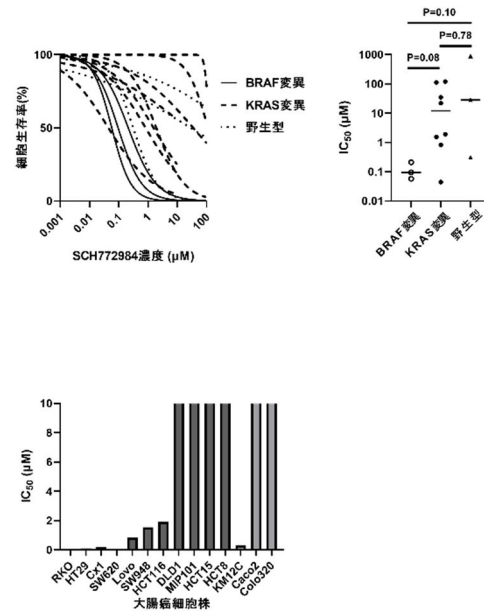 細胞生存率(%)
100
50
0
0.001
0.01
0.1
1
10
100
SCH772984濃度 (μM)
BRAF変異
KRAS変異
野生型
P=0.10
P=0.78
P=0.08
IC50 (μM)
1000
100
10
1
0.1
0.01
BRAF変異
KRAS変異
野生型
IC50 (μM)
10
8
6
4
2
0
RKO
HT29
Cx1
SW620
Lovo
SW948
HCT116
DLD1
MIP101
HCT15
HCT8
KM12C
Caco2
Colo320
大腸癌細胞株